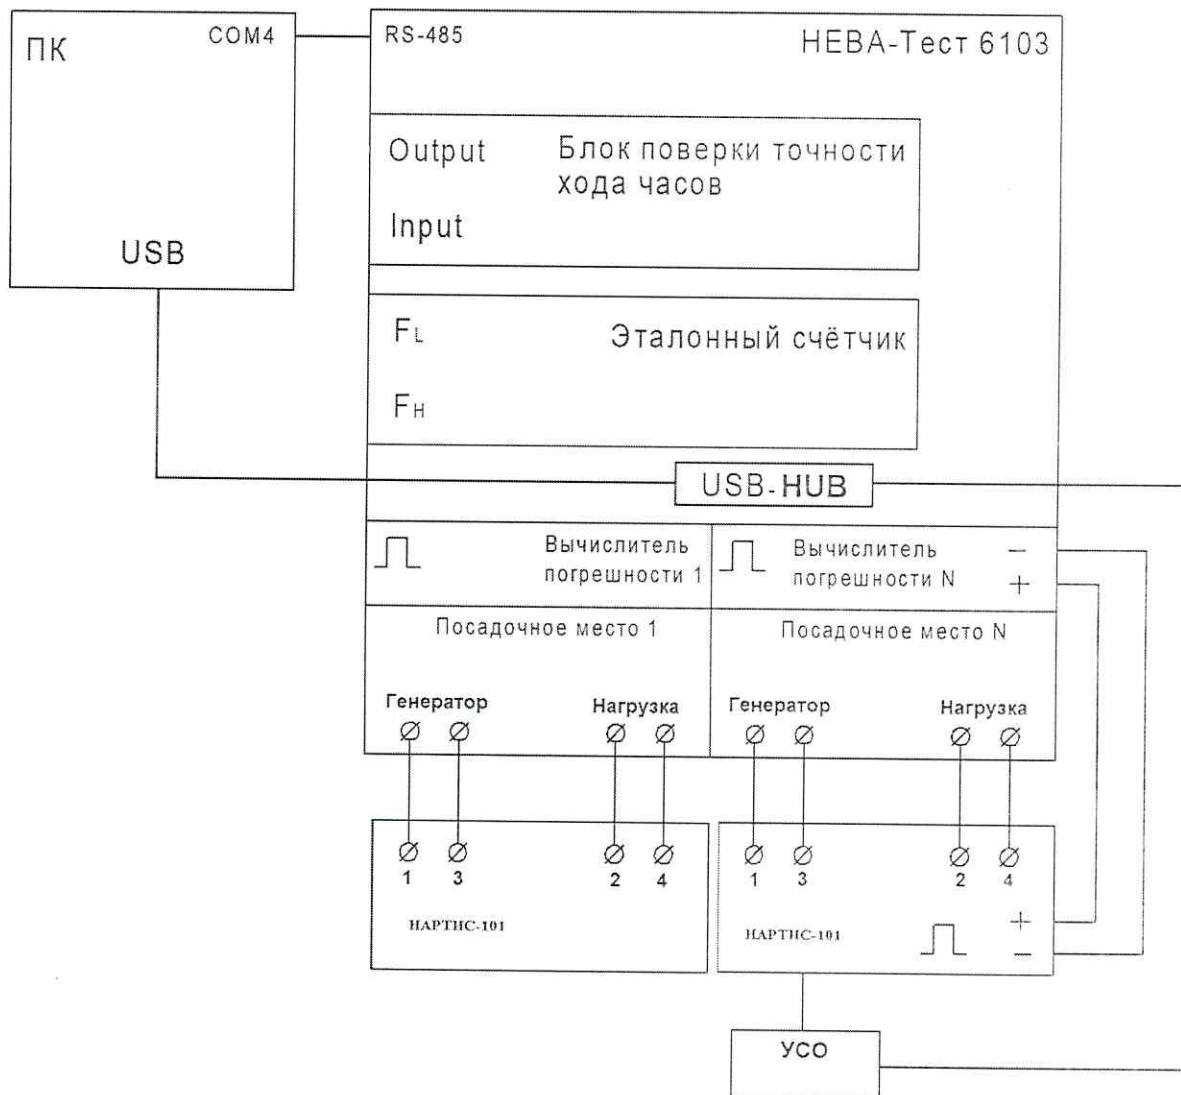 ПК
COM4
RS-485
НЕВА-Тест 6103
Output
Блок поверки точности
хода часов
Input
USB
FL
Эталонный счётчик
FH
USB-HUB
Вычислитель
погрешности 1
Вычислитель
погрешности N
−
+
Посадочное место 1
Посадочное место N
Генератор
Нагрузка
Генератор
Нагрузка
1 3 2 4
1 3 2 4
НАРТИС-101
НАРТИС-101
+
−
УСО